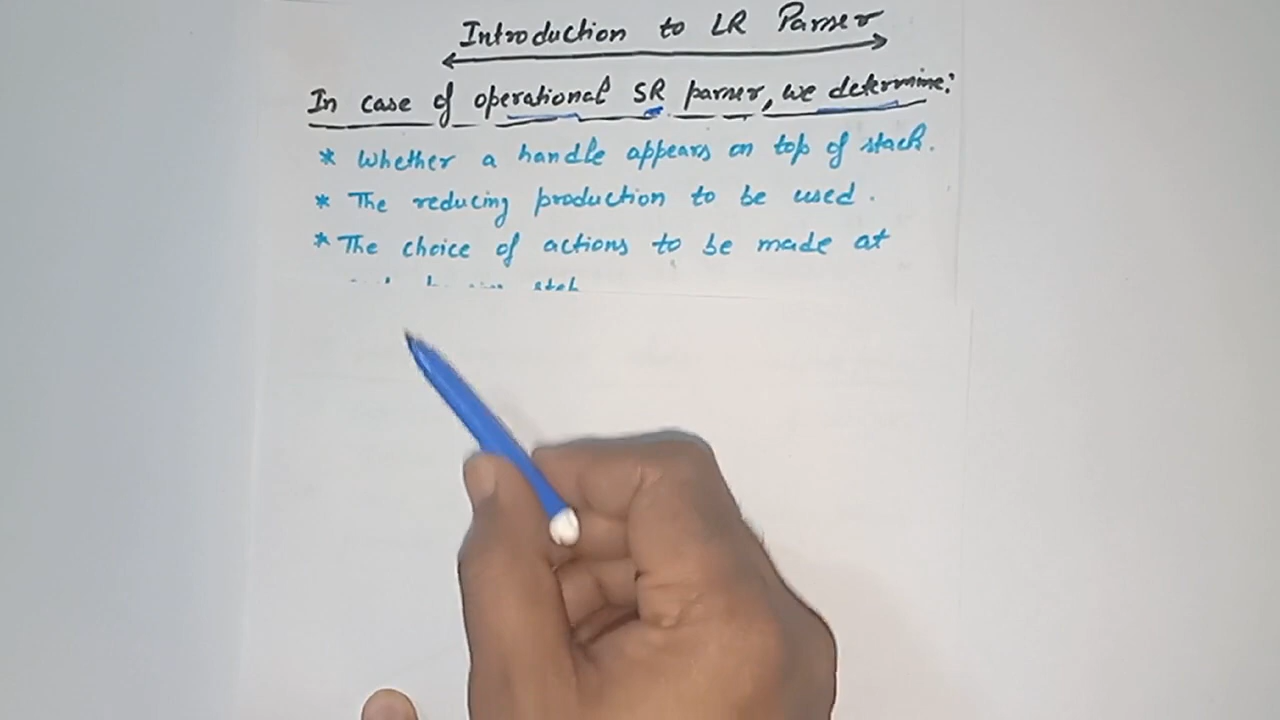 Introduction to LR Parser
In case of operational SR parser, we determine:
* Whether a handle appears on top of stack.
* The reducing production to be used.
* The choice of actions to be made at